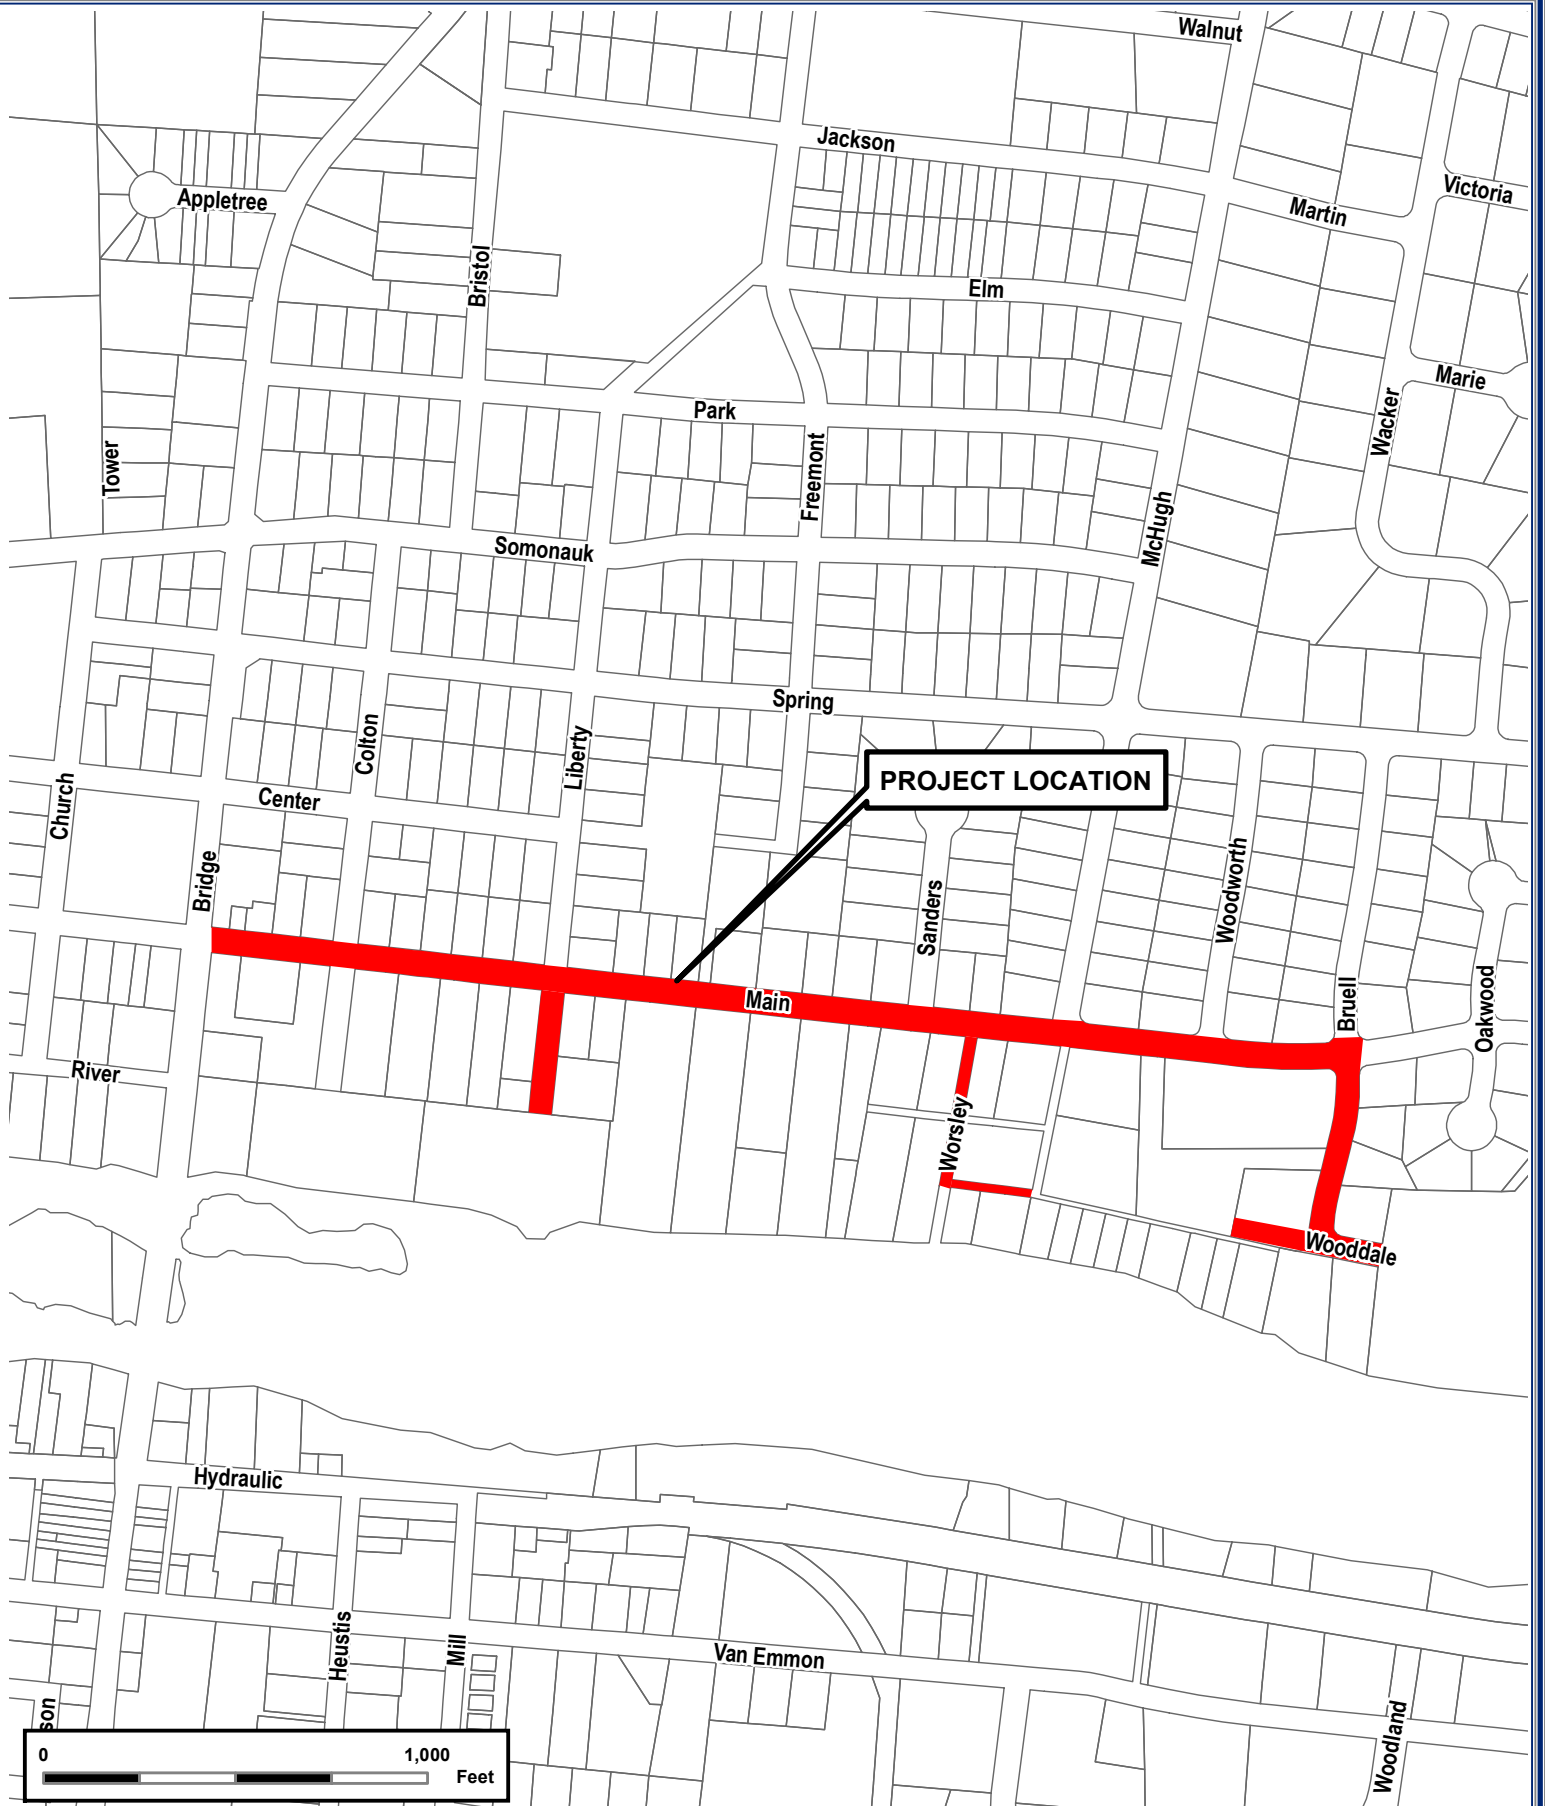 Walnut
Jackson
Appletree
Victoria
Martin
Bristol
Elm
Marie
Park
Wacker
Tower
Freemont
McHugh
Somonauk
Spring
Colton
Liberty
PROJECT LOCATION
Church
Center
Bridge
Woodworth
Sanders
Main
Bruell
Oakwood
River
Worsley
Wooddale
Hydraulic
Heustis
Mill
Van Emmon
son
Woodland
0 1,000
Feet